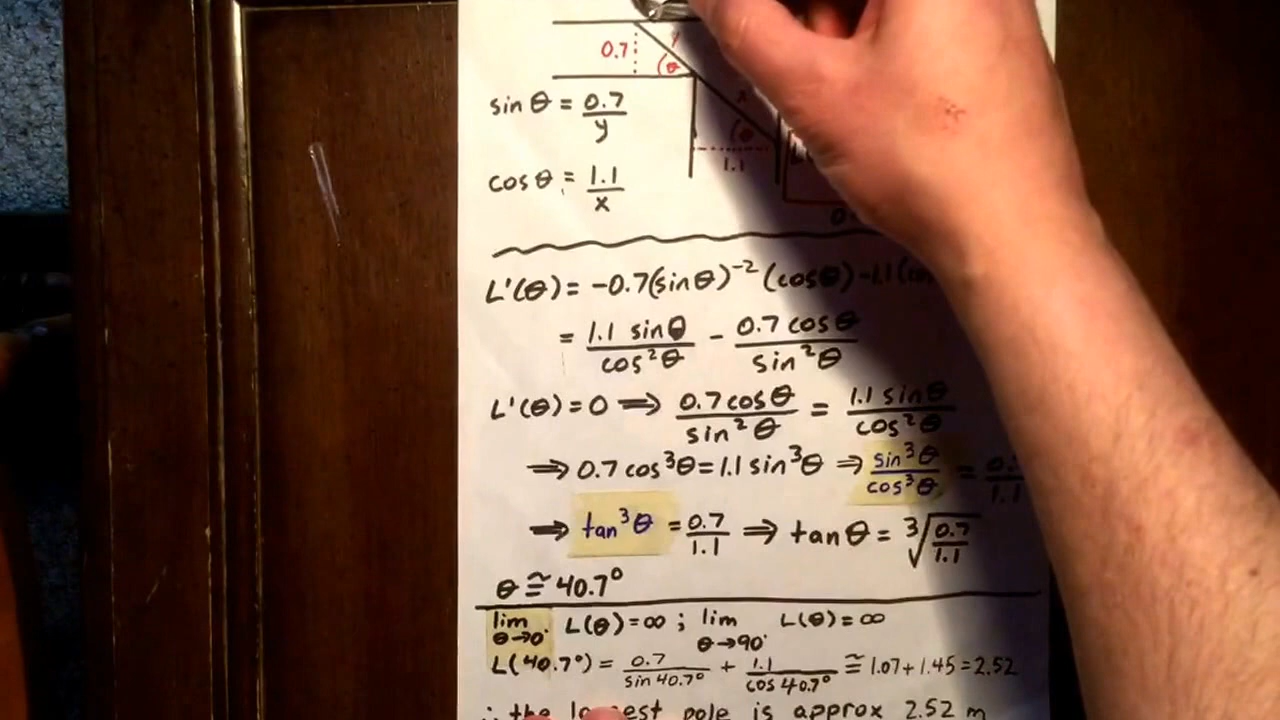 0.7 y θ
sin θ = 0.7/y
x θ 1.1
cos θ = 1.1/x
L'(θ) = -0.7(sin θ)⁻² (cos θ) -1.1
= 1.1 sin θ/cos²θ - 0.7 cos θ/sin²θ
L'(θ) = 0 ⟹ 0.7 cos θ/sin²θ = 1.1 sin θ/cos²θ
⟹ 0.7 cos³θ = 1.1 sin³θ ⟹ sin³θ/cos³θ =
⟹ tan³θ = 0.7/1.1 ⟹ tan θ = ∛(0.7/1.1)
θ ≅ 40.7°
lim θ→0⁺ L(θ) = ∞ ; lim θ→90⁻ L(θ) = ∞
L(40.7°) = 0.7/sin 40.7° + 1.1/cos 40.7° ≅ 1.07 + 1.45 = 2.52
∴ the longest pole is approx 2.52 m